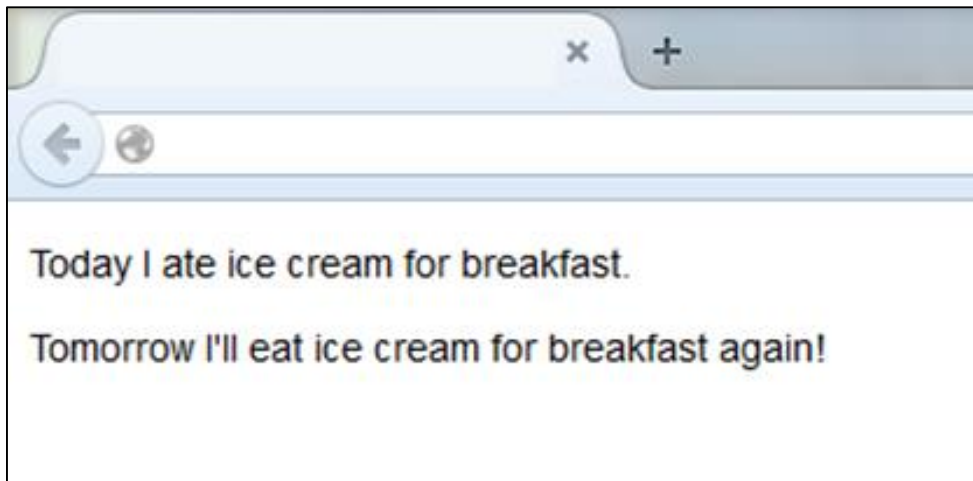 Today I ate ice cream for breakfast.
Tomorrow I'll eat ice cream for breakfast again!